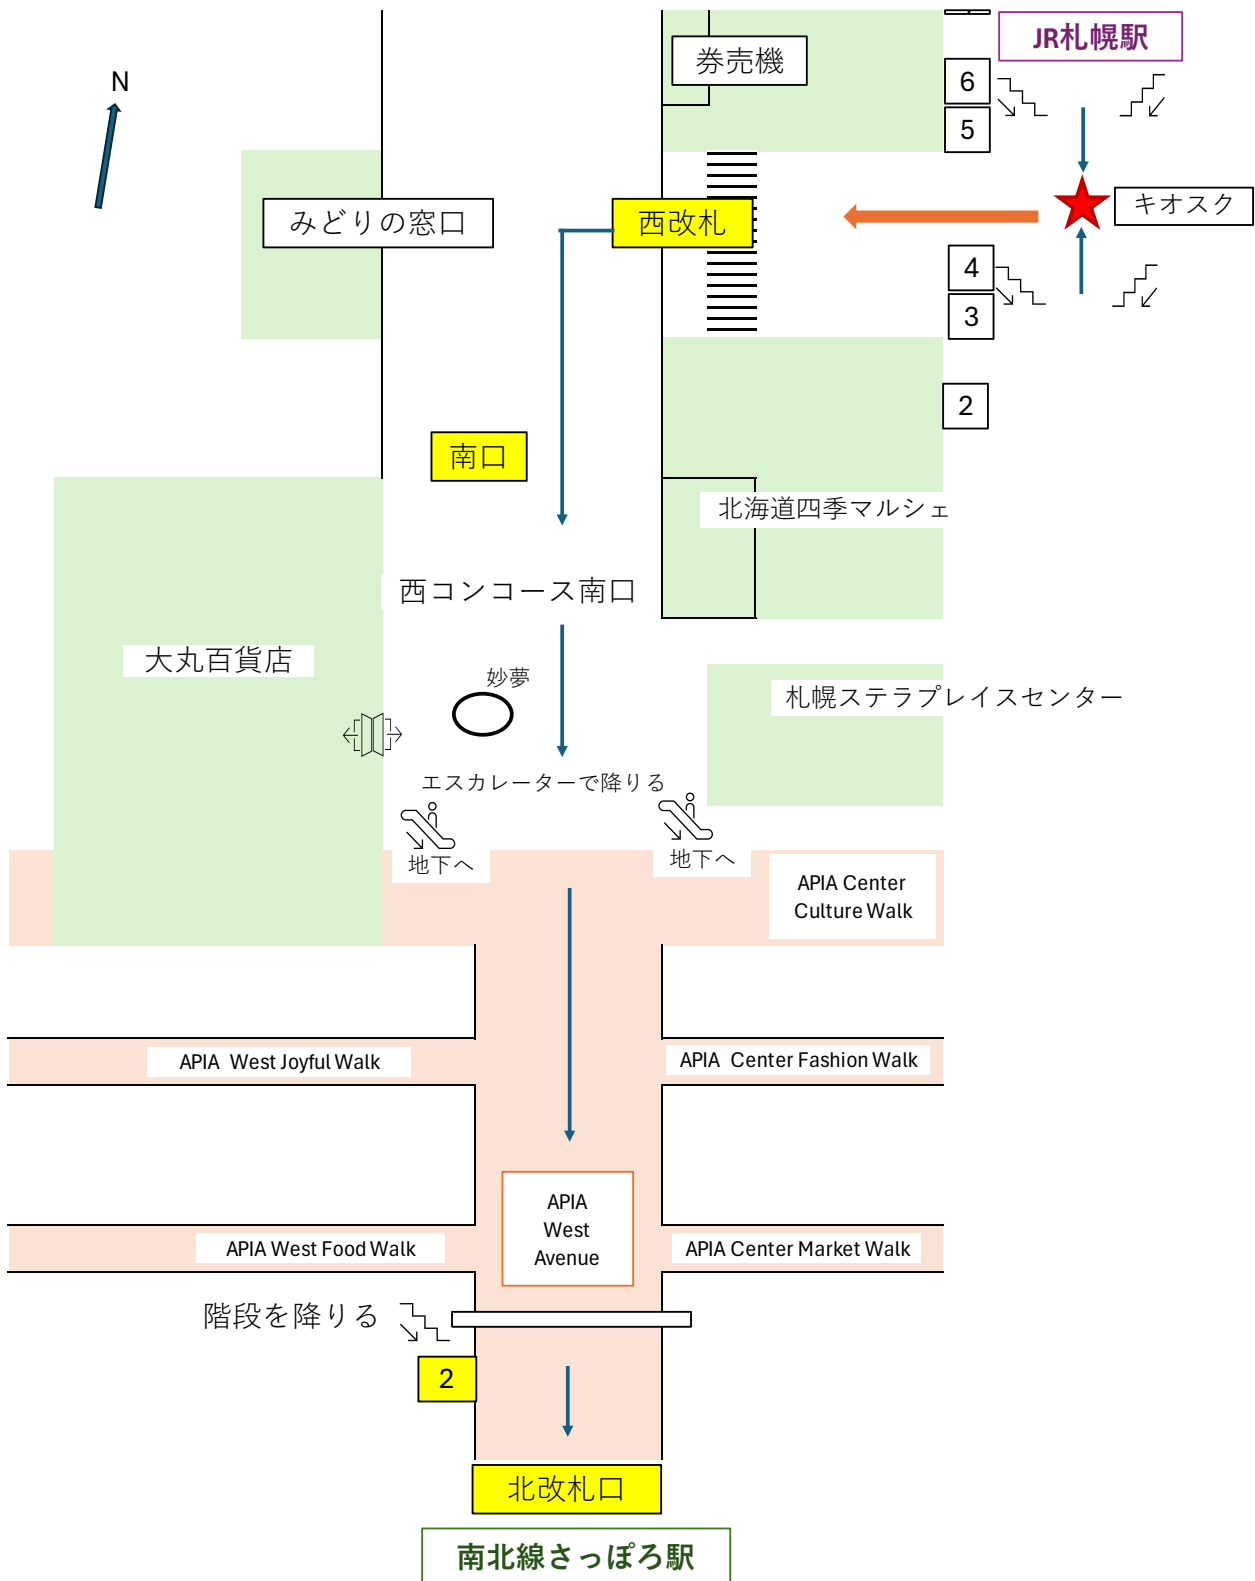 JR札幌駅
券売機
N
6
5
みどりの窓口
西改札
キオスク
4
3
2
南口
北海道四季マルシェ
西コンコース南口
大丸百貨店
妙夢
札幌ステラプレイスセンター
エスカレーターで降りる
地下へ
地下へ
APIA Center
Culture Walk
APIA West Joyful Walk
APIA Center Fashion Walk
APIA
West
Avenue
APIA West Food Walk
APIA Center Market Walk
階段を降りる
2
北改札口
南北線さっぽろ駅